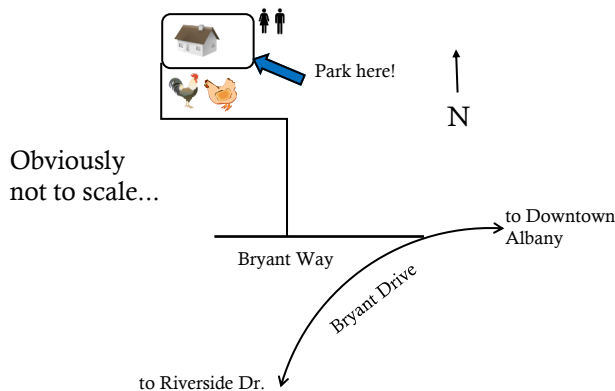 Park here!
N
Obviously
not to scale...
to Downtown
Albany
Bryant Way
Bryant Drive
to Riverside Dr.